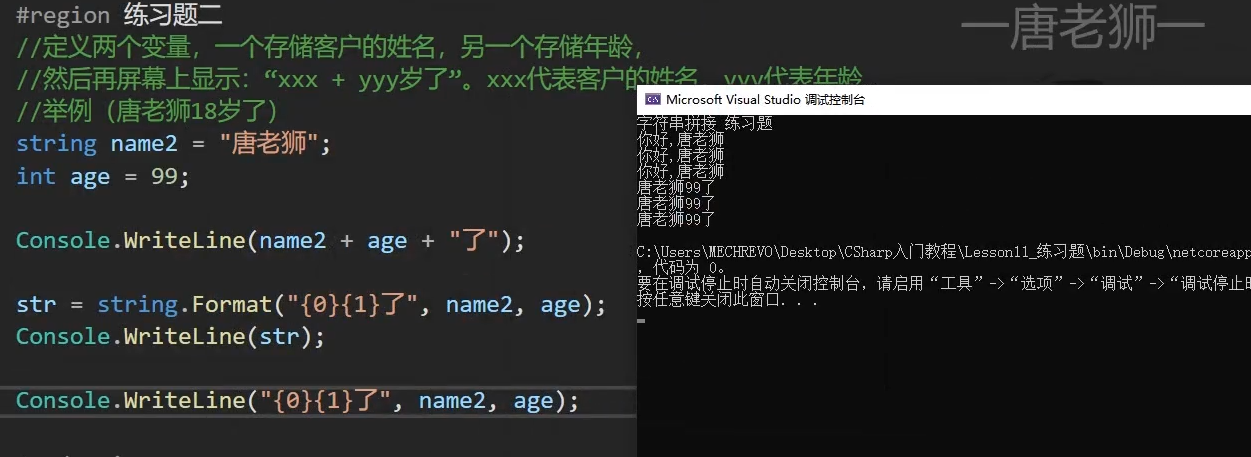 #region 练习题二
//定义两个变量，一个存储客户的姓名，另一个存储年龄，
//然后再屏幕上显示：“xxx + yyy岁了”。xxx代表客户的姓名，yyy代表年龄
//举例（唐老狮18岁了）
string name2 = "唐老狮";
int age = 99;
Console.WriteLine(name2 + age + "了");
str = string.Format("{0}{1}了", name2, age);
Console.WriteLine(str);
Console.WriteLine("{0}{1}了", name2, age);
—唐老狮—
Microsoft Visual Studio 调试控制台
字符串拼接 练习题
你好,唐老狮
你好,唐老狮
你好,唐老狮
唐老狮99了
唐老狮99了
唐老狮99了
C:\Users\MECHREVO\Desktop\CSharp入门教程\Lesson11_练习题\bin\Debug\netcoreapp
，代码为 0。
要在调试停止时自动关闭控制台，请启用“工具”->“选项”->“调试”->“调试停止时
按任意键关闭此窗口. . .